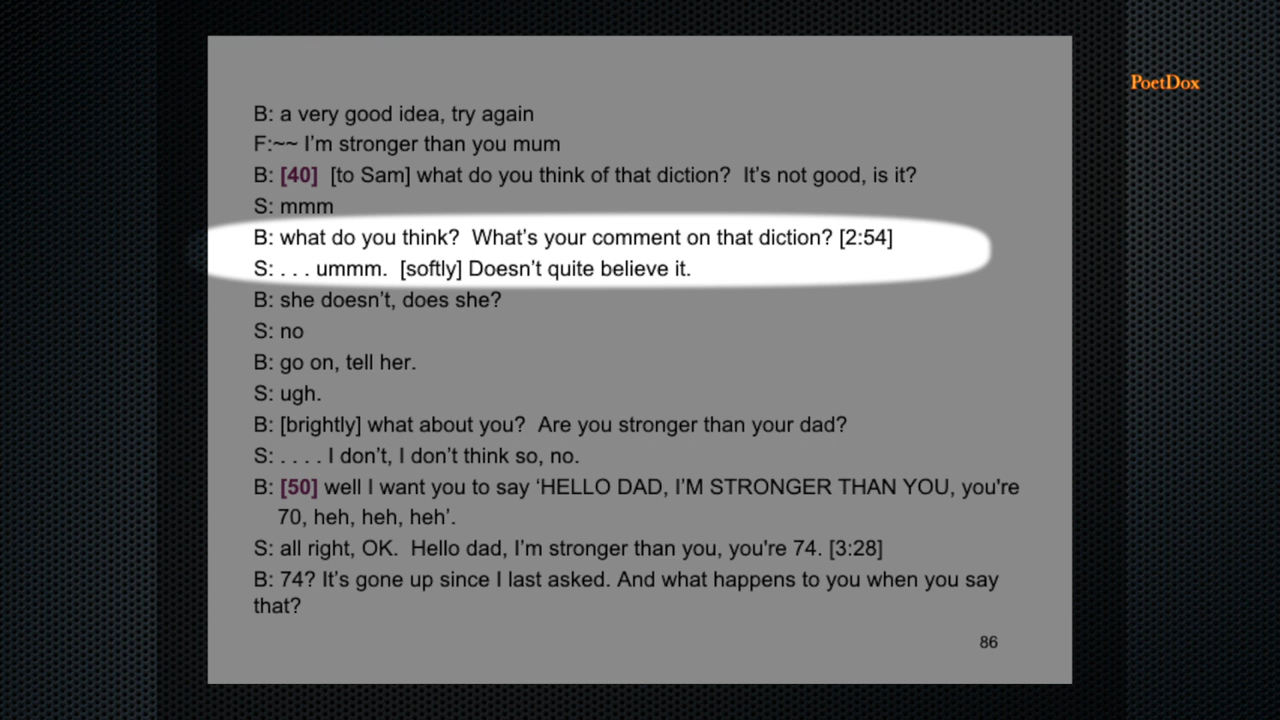 PoetDox
B: a very good idea, try again
F:~~ I’m stronger than you mum
B: [40]  [to Sam] what do you think of that diction?  It’s not good, is it?
S: mmm
B: what do you think?  What’s your comment on that diction? [2:54]
S: . . . ummm.  [softly] Doesn’t quite believe it.
B: she doesn’t, does she?
S: no
B: go on, tell her.
S: ugh.
B: [brightly] what about you?  Are you stronger than your dad?
S: . . . . I don’t, I don’t think so, no.
B: [50] well I want you to say ‘HELLO DAD, I’M STRONGER THAN YOU, you're
70, heh, heh, heh’.
S: all right, OK.  Hello dad, I’m stronger than you, you're 74. [3:28]
B: 74? It’s gone up since I last asked. And what happens to you when you say
that?
86